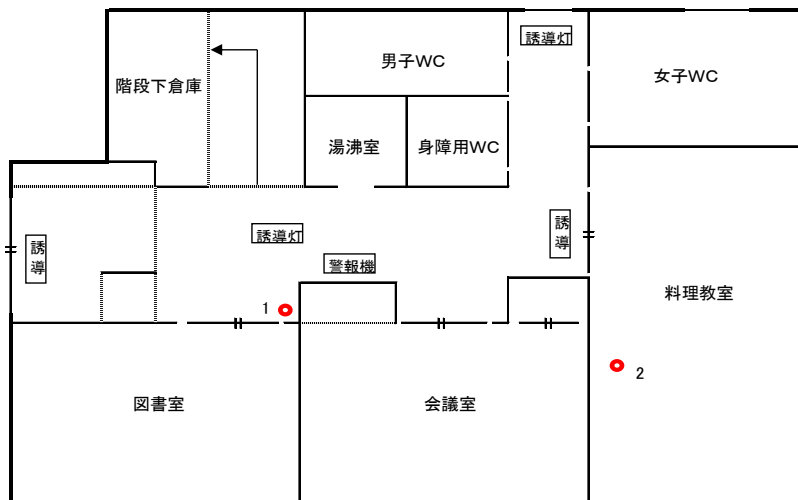 誘導灯
男子WC
女子WC
階段下倉庫
湯沸室
身障用WC
誘導灯
誘導
誘導
警報機
料理教室
1
2
図書室
会議室